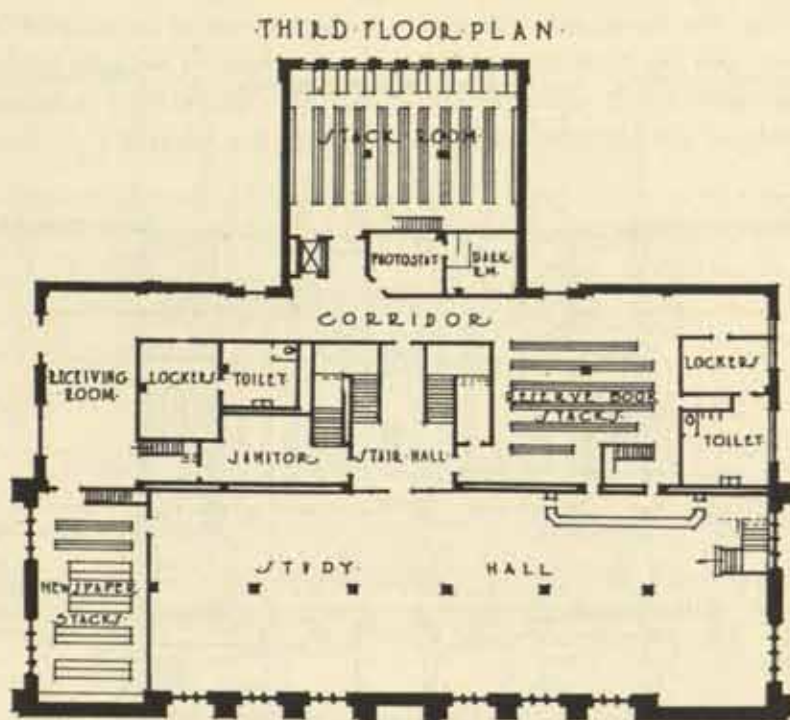 ·THIRD·FLOOR·PLAN·
STACK ROOM·
PHOTOSTAT
DARK
RM.
CORRIDOR
RECEIVING
ROOM·
LOCKERS
TOILET·
RESERVE BOOK
STACKS·
LOCKERS
TOILET·
JANITOR
STAIR·HALL
STUDY· HALL
NEWSPAPER
STACKS·